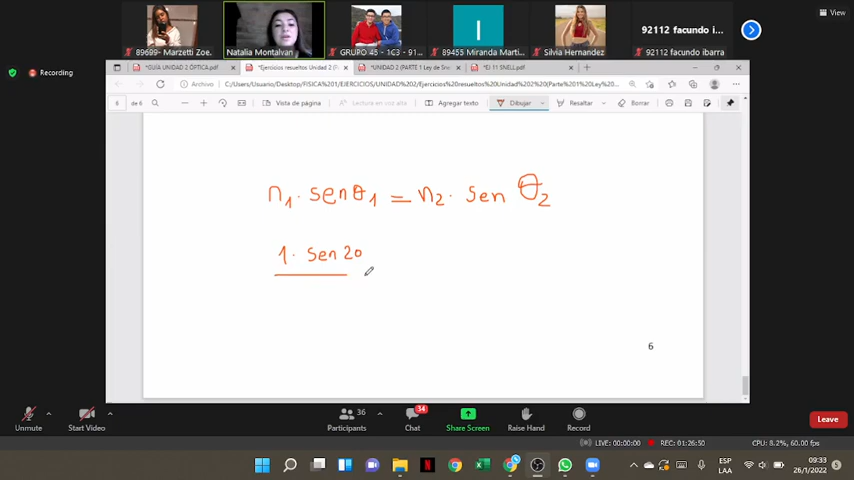 View
89699- Marzetti Zoe.
Natalia Montalvan
GRUPO 45 - 1C3 - 91...
I
89455 Miranda Marti...
Silvia Hernandez
92112 facundo ibarra
92112 facundo ibarra
Recording
*GUÍA UNIDAD 2 ÓPTICA.pdf
*Ejercicios resueltos Unidad 2 (P
*UNIDAD 2 (PARTE 1 Ley de Sne
*EJ 11 SNELL.pdf
Archivo
C:/Users/Usuario/Desktop/FISICA%201/EJERCICIOS/UNIDAD%202/Ejercicios%20resueltos%20Unidad%202%20(Parte%201%20Ley%...
6 de 6
Vista de página
Lectura en voz alta
Agregar texto
Dibujar
Resaltar
Borrar
n₁ · sen θ₁ = n₂ · sen θ₂
1 · sen 20
6
Unmute
Start Video
36
Participants
34
Chat
Share Screen
Raise Hand
Record
Leave
LIVE: 00:00:00
REC: 01:26:50
CPU: 8.2%, 60.00 fps
ESP
LAA
09:33
26/1/2022